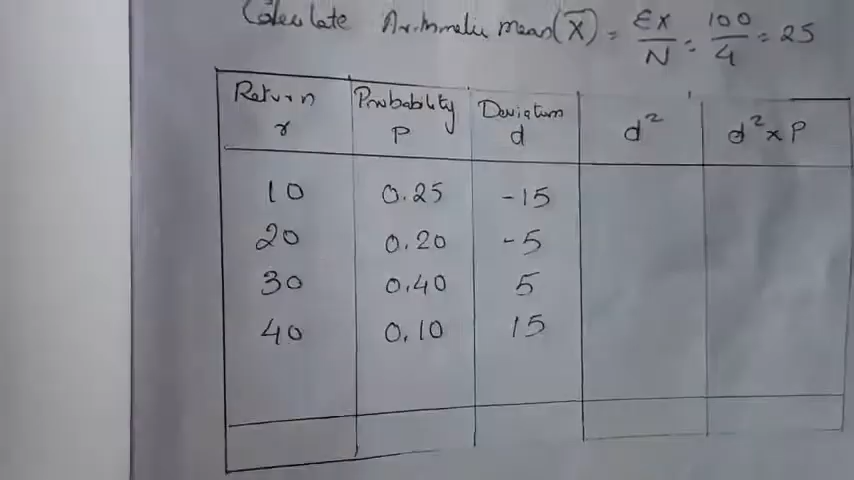 Calculate Arithmetic mean (X̅) = ΣX/N = 100/4 = 25
Return r Probability P Deviation d d² d² x P
10 0.25 -15
20 0.20 -5
30 0.40 5
40 0.10 15